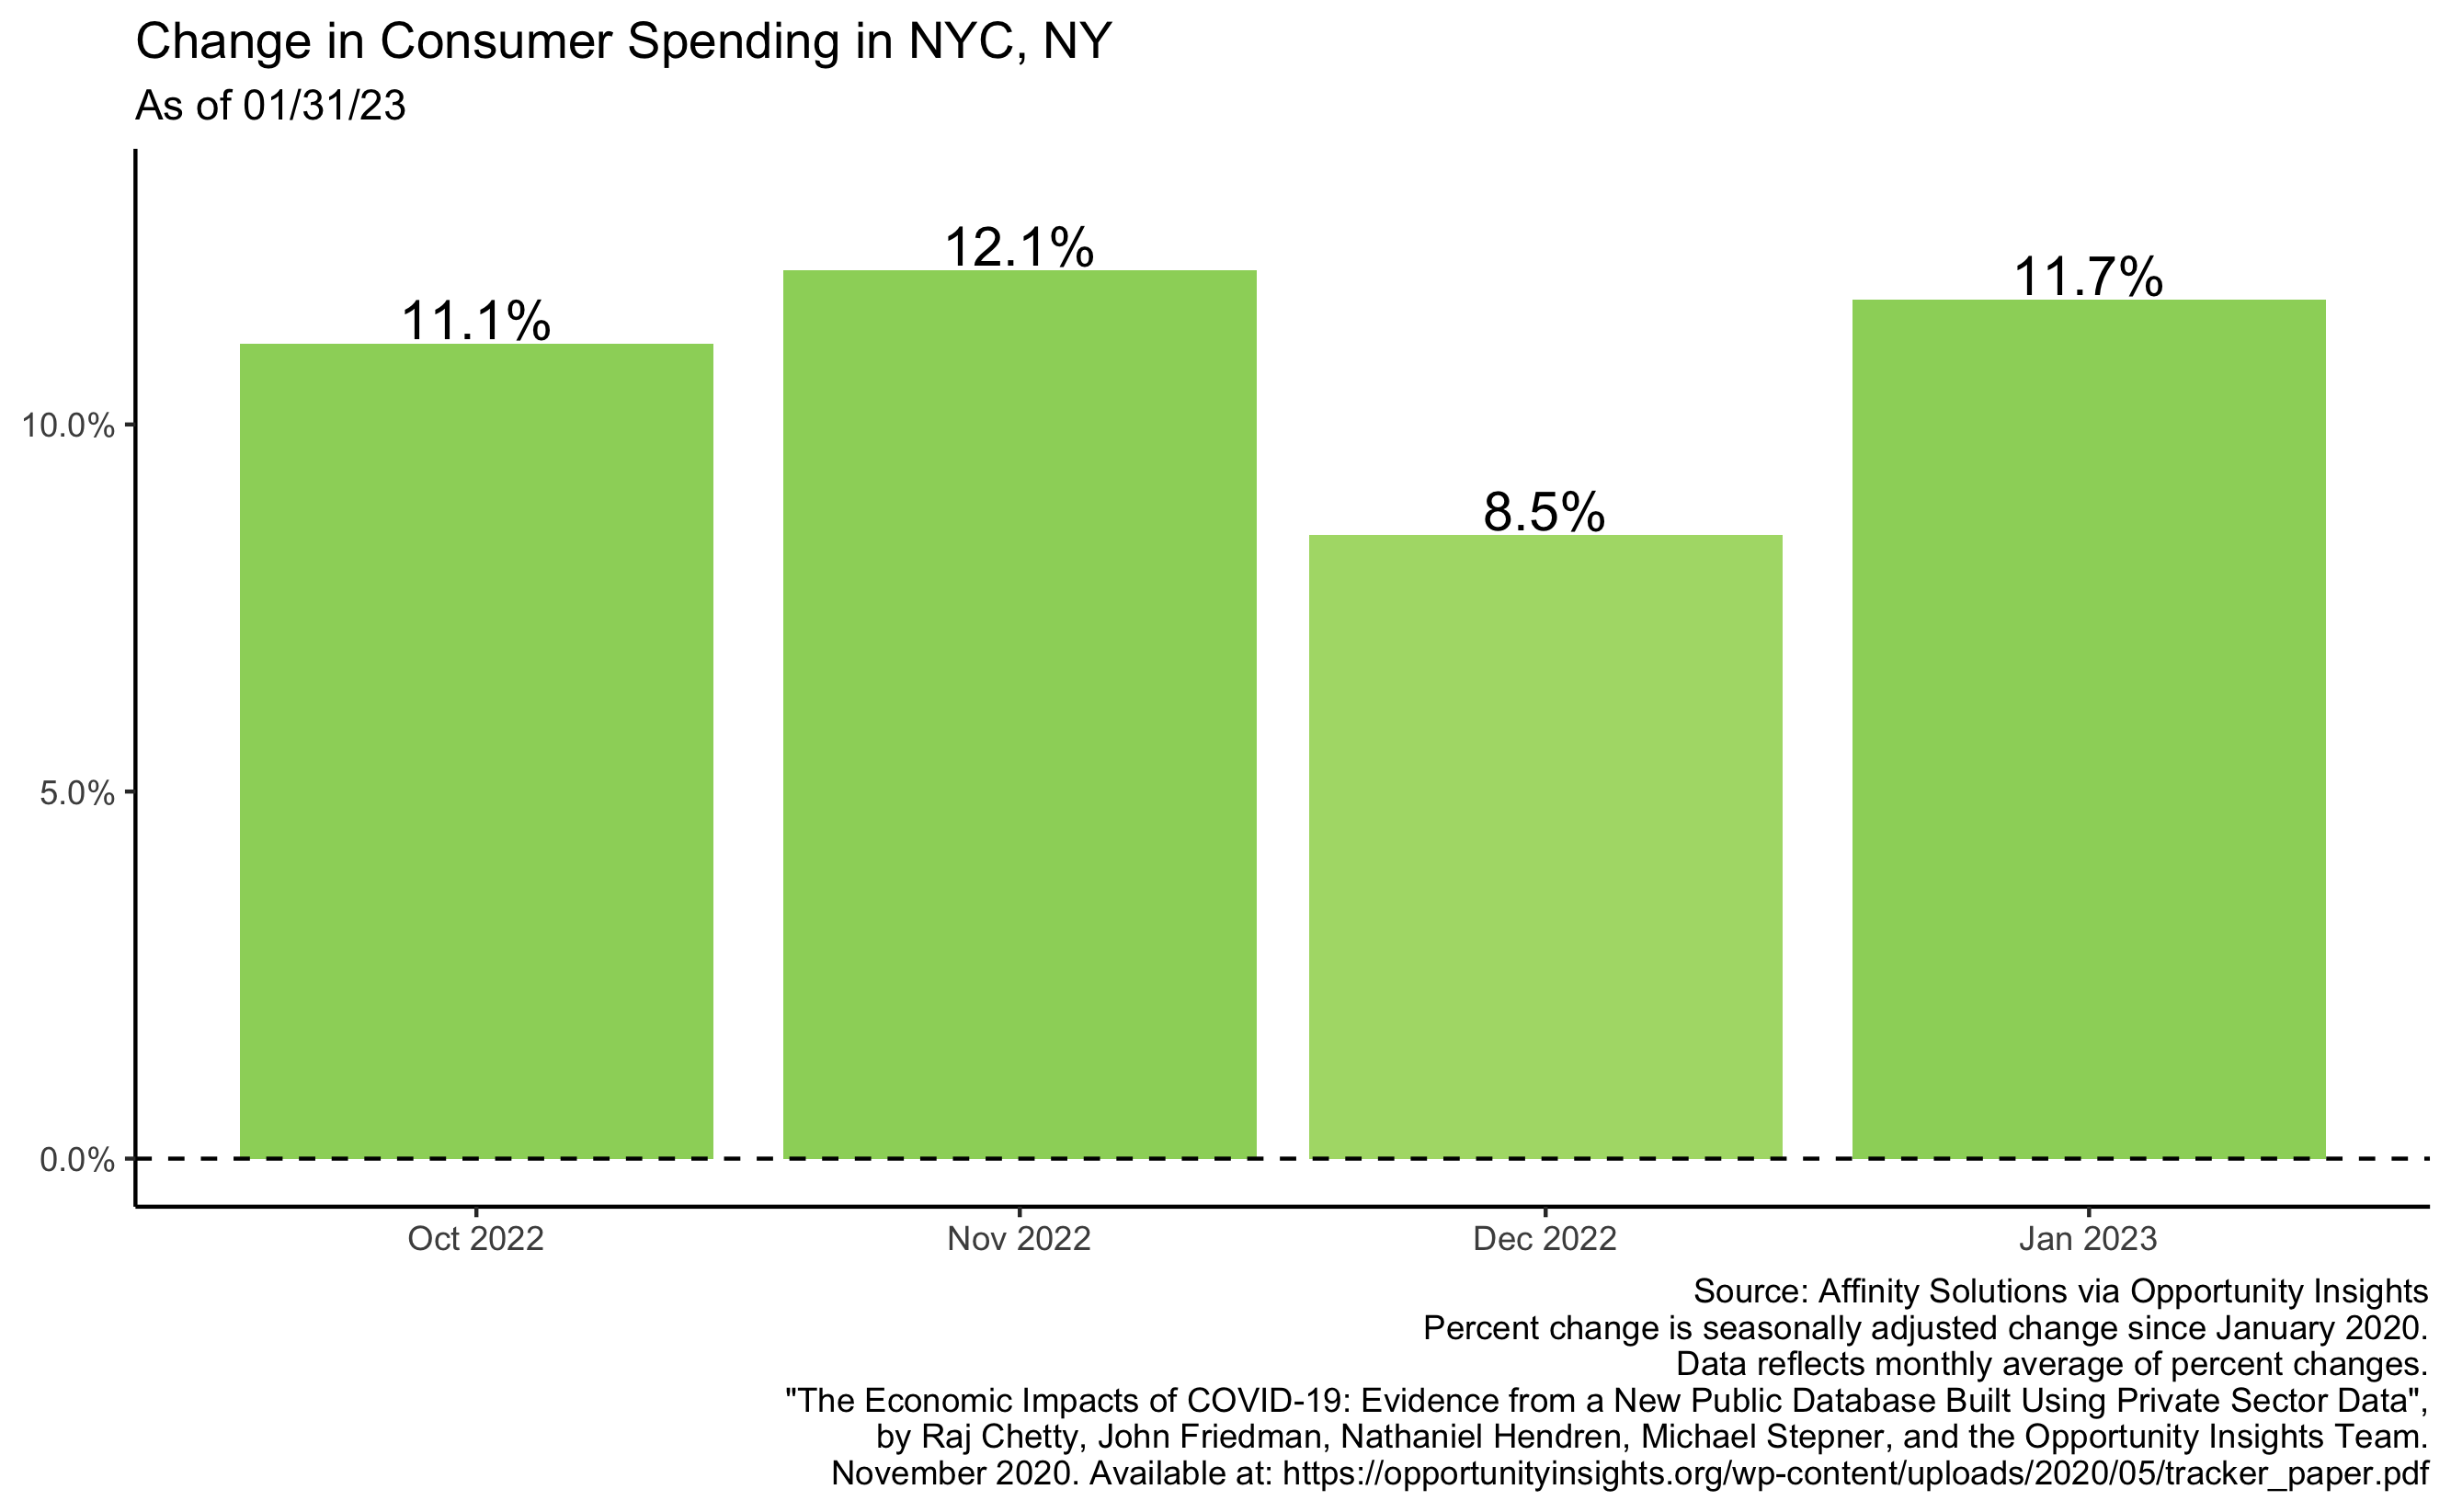 Change in Consumer Spending in NYC, NY
As of 01/31/23
12.1%
11.7%
11.1%
8.5%
10.0%
5.0%
0.0%
Oct 2022
Nov 2022
Dec 2022
Jan 2023
Source: Affinity Solutions via Opportunity Insights
Percent change is seasonally adjusted change since January 2020.
Data reflects monthly average of percent changes.
"The Economic Impacts of COVID-19: Evidence from a New Public Database Built Using Private Sector Data",
by Raj Chetty, John Friedman, Nathaniel Hendren, Michael Stepner, and the Opportunity Insights Team.
November 2020. Available at: https://opportunityinsights.org/wp-content/uploads/2020/05/tracker_paper.pdf